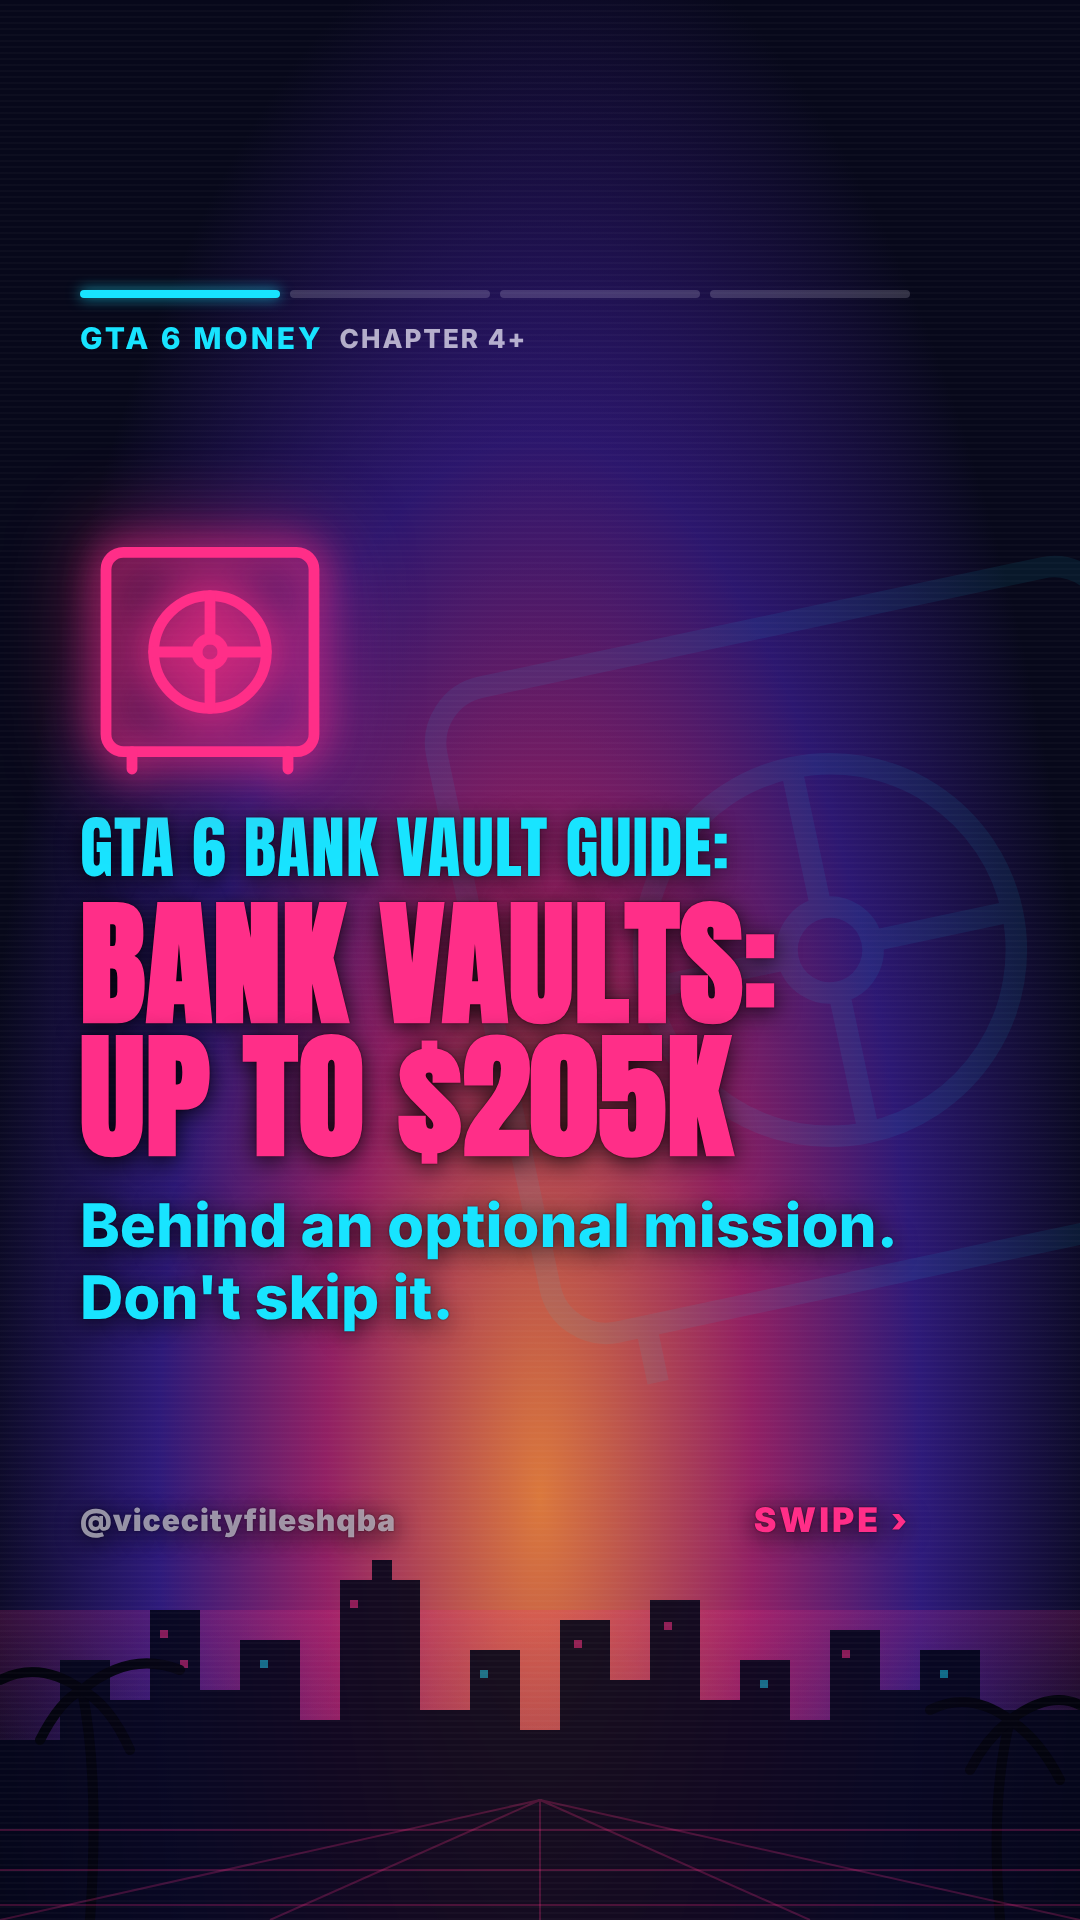 GTA 6 MONEY CHAPTER 4+
GTA 6 BANK VAULT GUIDE:
BANK VAULTS:
UP TO $205K
Behind an optional mission.
Don't skip it.
@vicecityfileshqba
SWIPE ›